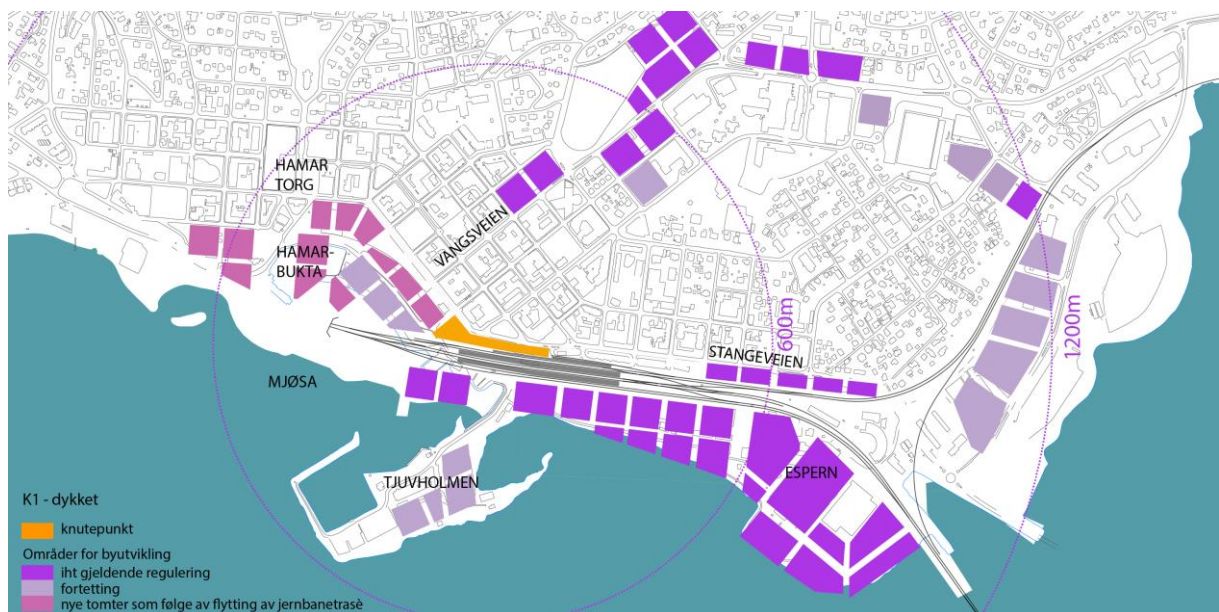 HAMAR
TORG
HAMAR-
BUKTA
VANGSVEIEN
600m
1200m
STANGEVEIEN
MJØSA
TJUVHOLMEN
ESPERN
K1 - dykket
knutepunkt
Områder for byutvikling
iht gjeldende regulering
fortetting
nye tomter som følge av flytting av jernbanetrasè